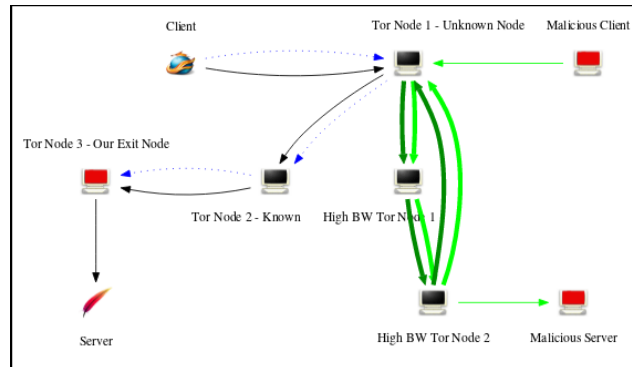 Client
Tor Node 1 - Unknown Node
Malicious Client
Tor Node 3 - Our Exit Node
Tor Node 2 - Known
High BW Tor Node 1
Server
High BW Tor Node 2
Malicious Server